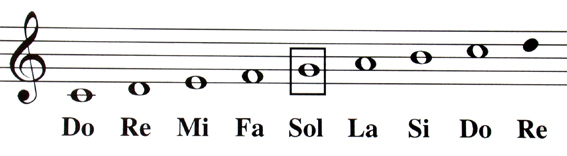 Do Re Mi Fa Sol La Si Do Re